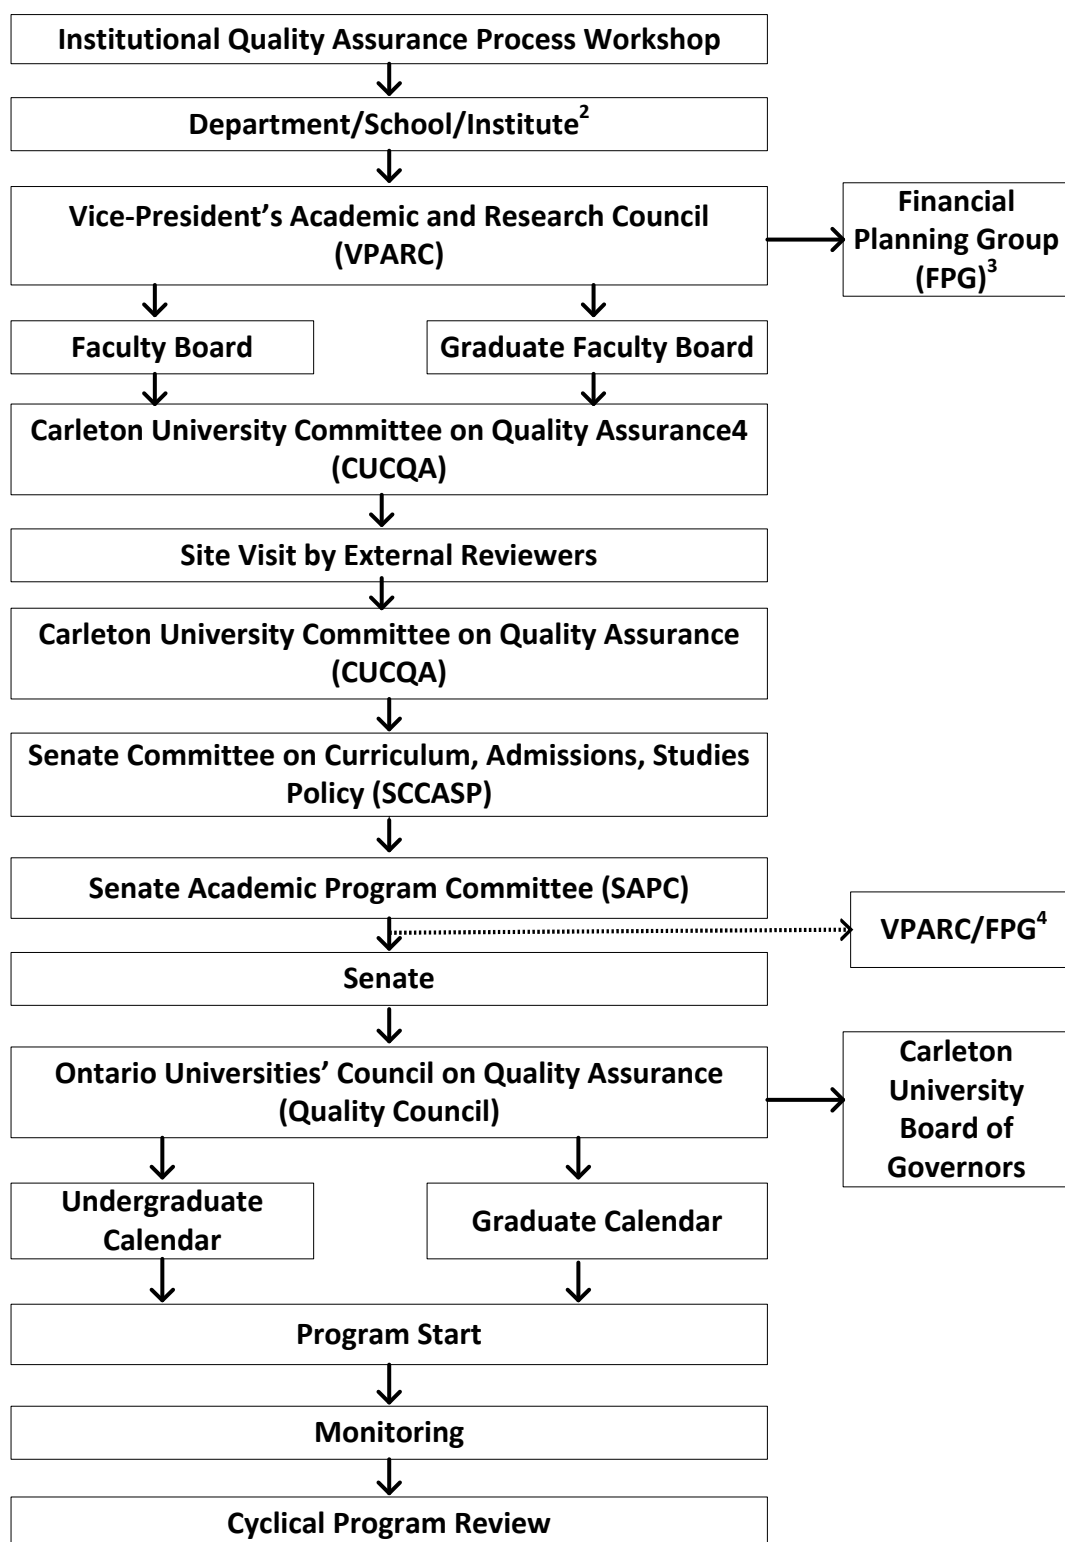 Institutional Quality Assurance Process Workshop
Department/School/Institute²
Vice-President’s Academic and Research Council
(VPARC)
Financial
Planning Group
(FPG)³
Faculty Board
Graduate Faculty Board
Carleton University Committee on Quality Assurance4
(CUCQA)
Site Visit by External Reviewers
Carleton University Committee on Quality Assurance
(CUCQA)
Senate Committee on Curriculum, Admissions, Studies
Policy (SCCASP)
Senate Academic Program Committee (SAPC)
VPARC/FPG⁴
Senate
Ontario Universities’ Council on Quality Assurance
(Quality Council)
Carleton
University
Board of
Governors
Undergraduate
Calendar
Graduate Calendar
Program Start
Monitoring
Cyclical Program Review